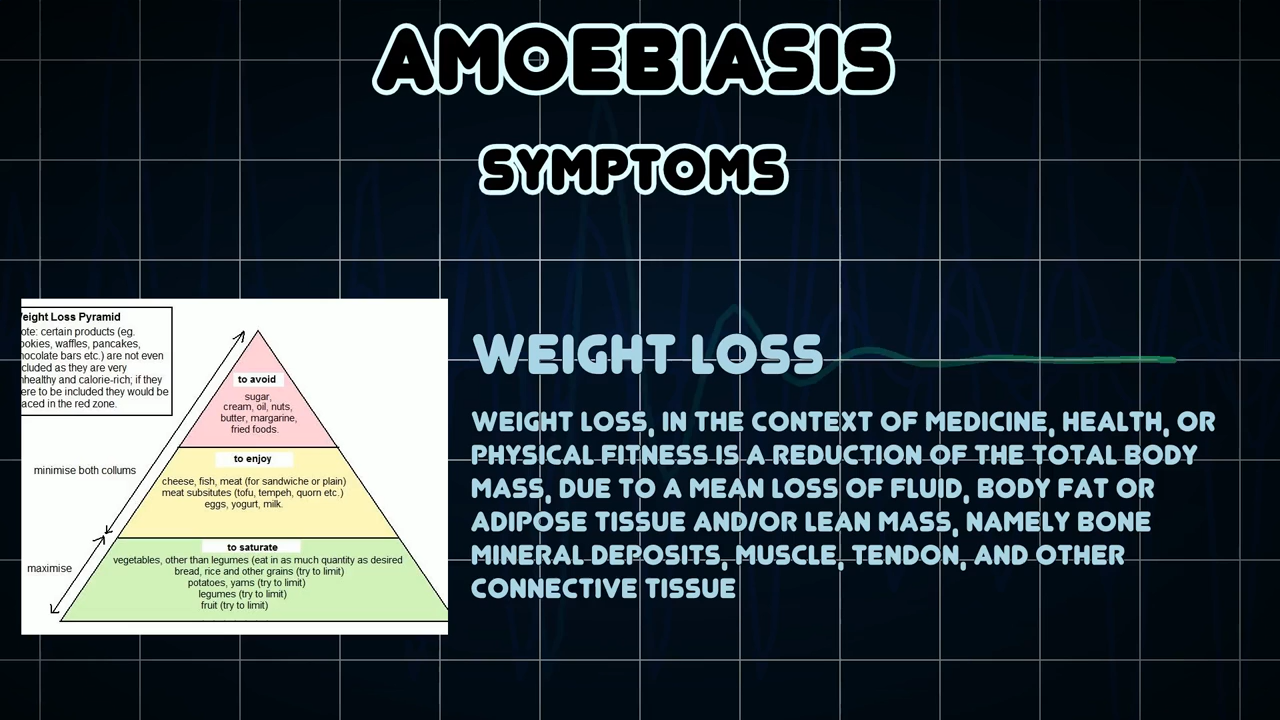 AMOEBIASIS
SYMPTOMS
eight Loss Pyramid
ote: certain products (eg.
ookies, waffles, pancakes,
hocolate bars etc.) are not even
cluded as they are very
nhealthy and calorie-rich; if they
ere to be included they would be
aced in the red zone.
to avoid
sugar,
cream, oil, nuts,
butter, margarine,
fried foods.
minimise both collums
to enjoy
cheese, fish, meat (for sandwiche or plain)
meat subsitutes (tofu, tempeh, quorn etc.)
eggs, yogurt, milk.
maximise
to saturate
vegetables, other than legumes (eat in as much quantity as desired
bread, rice and other grains (try to limit)
potatoes, yams (try to limit)
legumes (try to limit)
fruit (try to limit)
WEIGHT LOSS
WEIGHT LOSS, IN THE CONTEXT OF MEDICINE, HEALTH, OR
PHYSICAL FITNESS IS A REDUCTION OF THE TOTAL BODY
MASS, DUE TO A MEAN LOSS OF FLUID, BODY FAT OR
ADIPOSE TISSUE AND/OR LEAN MASS, NAMELY BONE
MINERAL DEPOSITS, MUSCLE, TENDON, AND OTHER
CONNECTIVE TISSUE